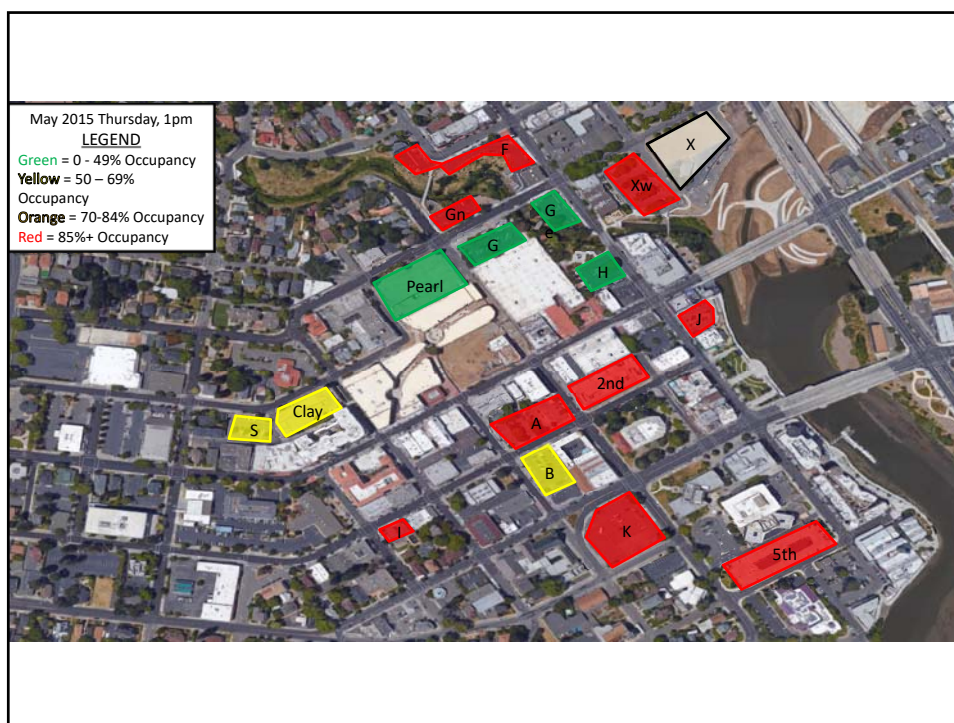 May 2015 Thursday, 1pm
LEGEND
Green = 0 - 49% Occupancy
Yellow = 50 – 69%
Occupancy
Orange = 70-84% Occupancy
Red = 85%+ Occupancy
X
F
Xw
Gn
G
e
G
H
Pearl
J
2nd
Clay
A
S
B
I
K
5th